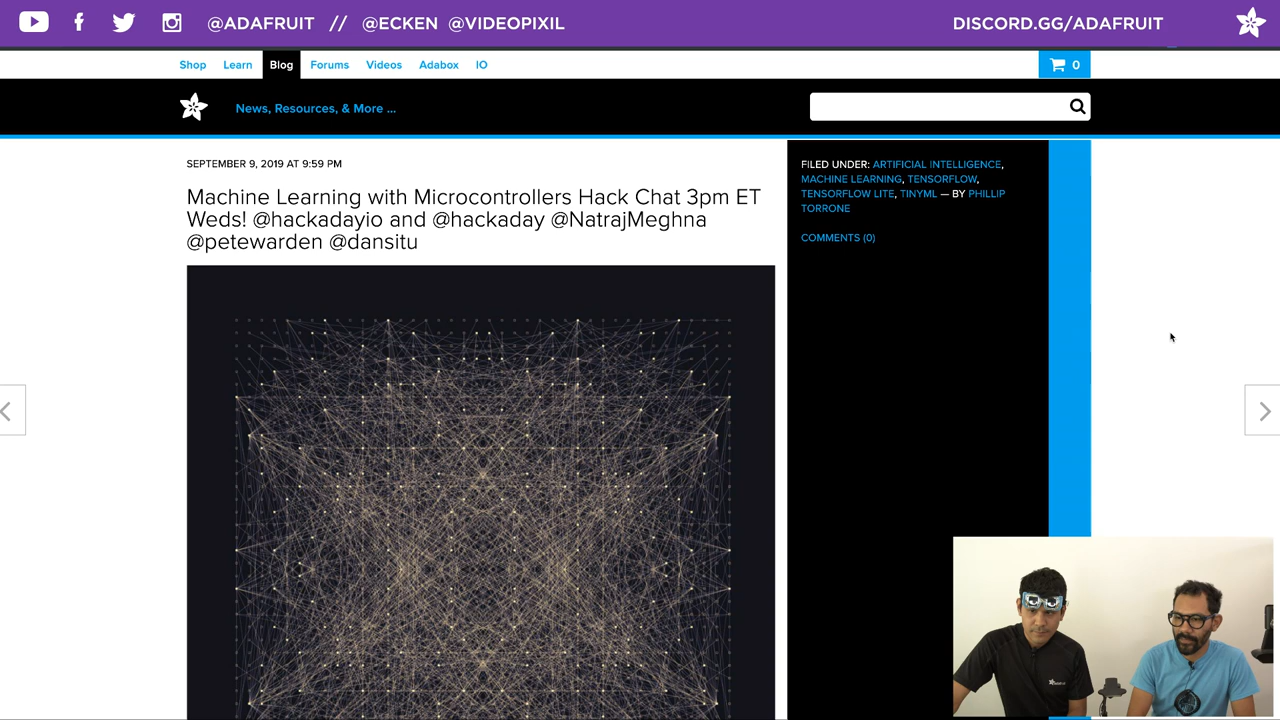 @ADAFRUIT // @ECKEN @VIDEOPIXIL
DISCORD.GG/ADAFRUIT
Shop Learn Blog Forums Videos Adabox IO
0
News, Resources, & More ...
SEPTEMBER 9, 2019 AT 9:59 PM
Machine Learning with Microcontrollers Hack Chat 3pm ET
Weds! @hackadayio and @hackaday @NatrajMeghna
@petewarden @dansitu
FILED UNDER: ARTIFICIAL INTELLIGENCE,
MACHINE LEARNING, TENSORFLOW,
TENSORFLOW LITE, TINYML — BY PHILLIP
TORRONE
COMMENTS (0)